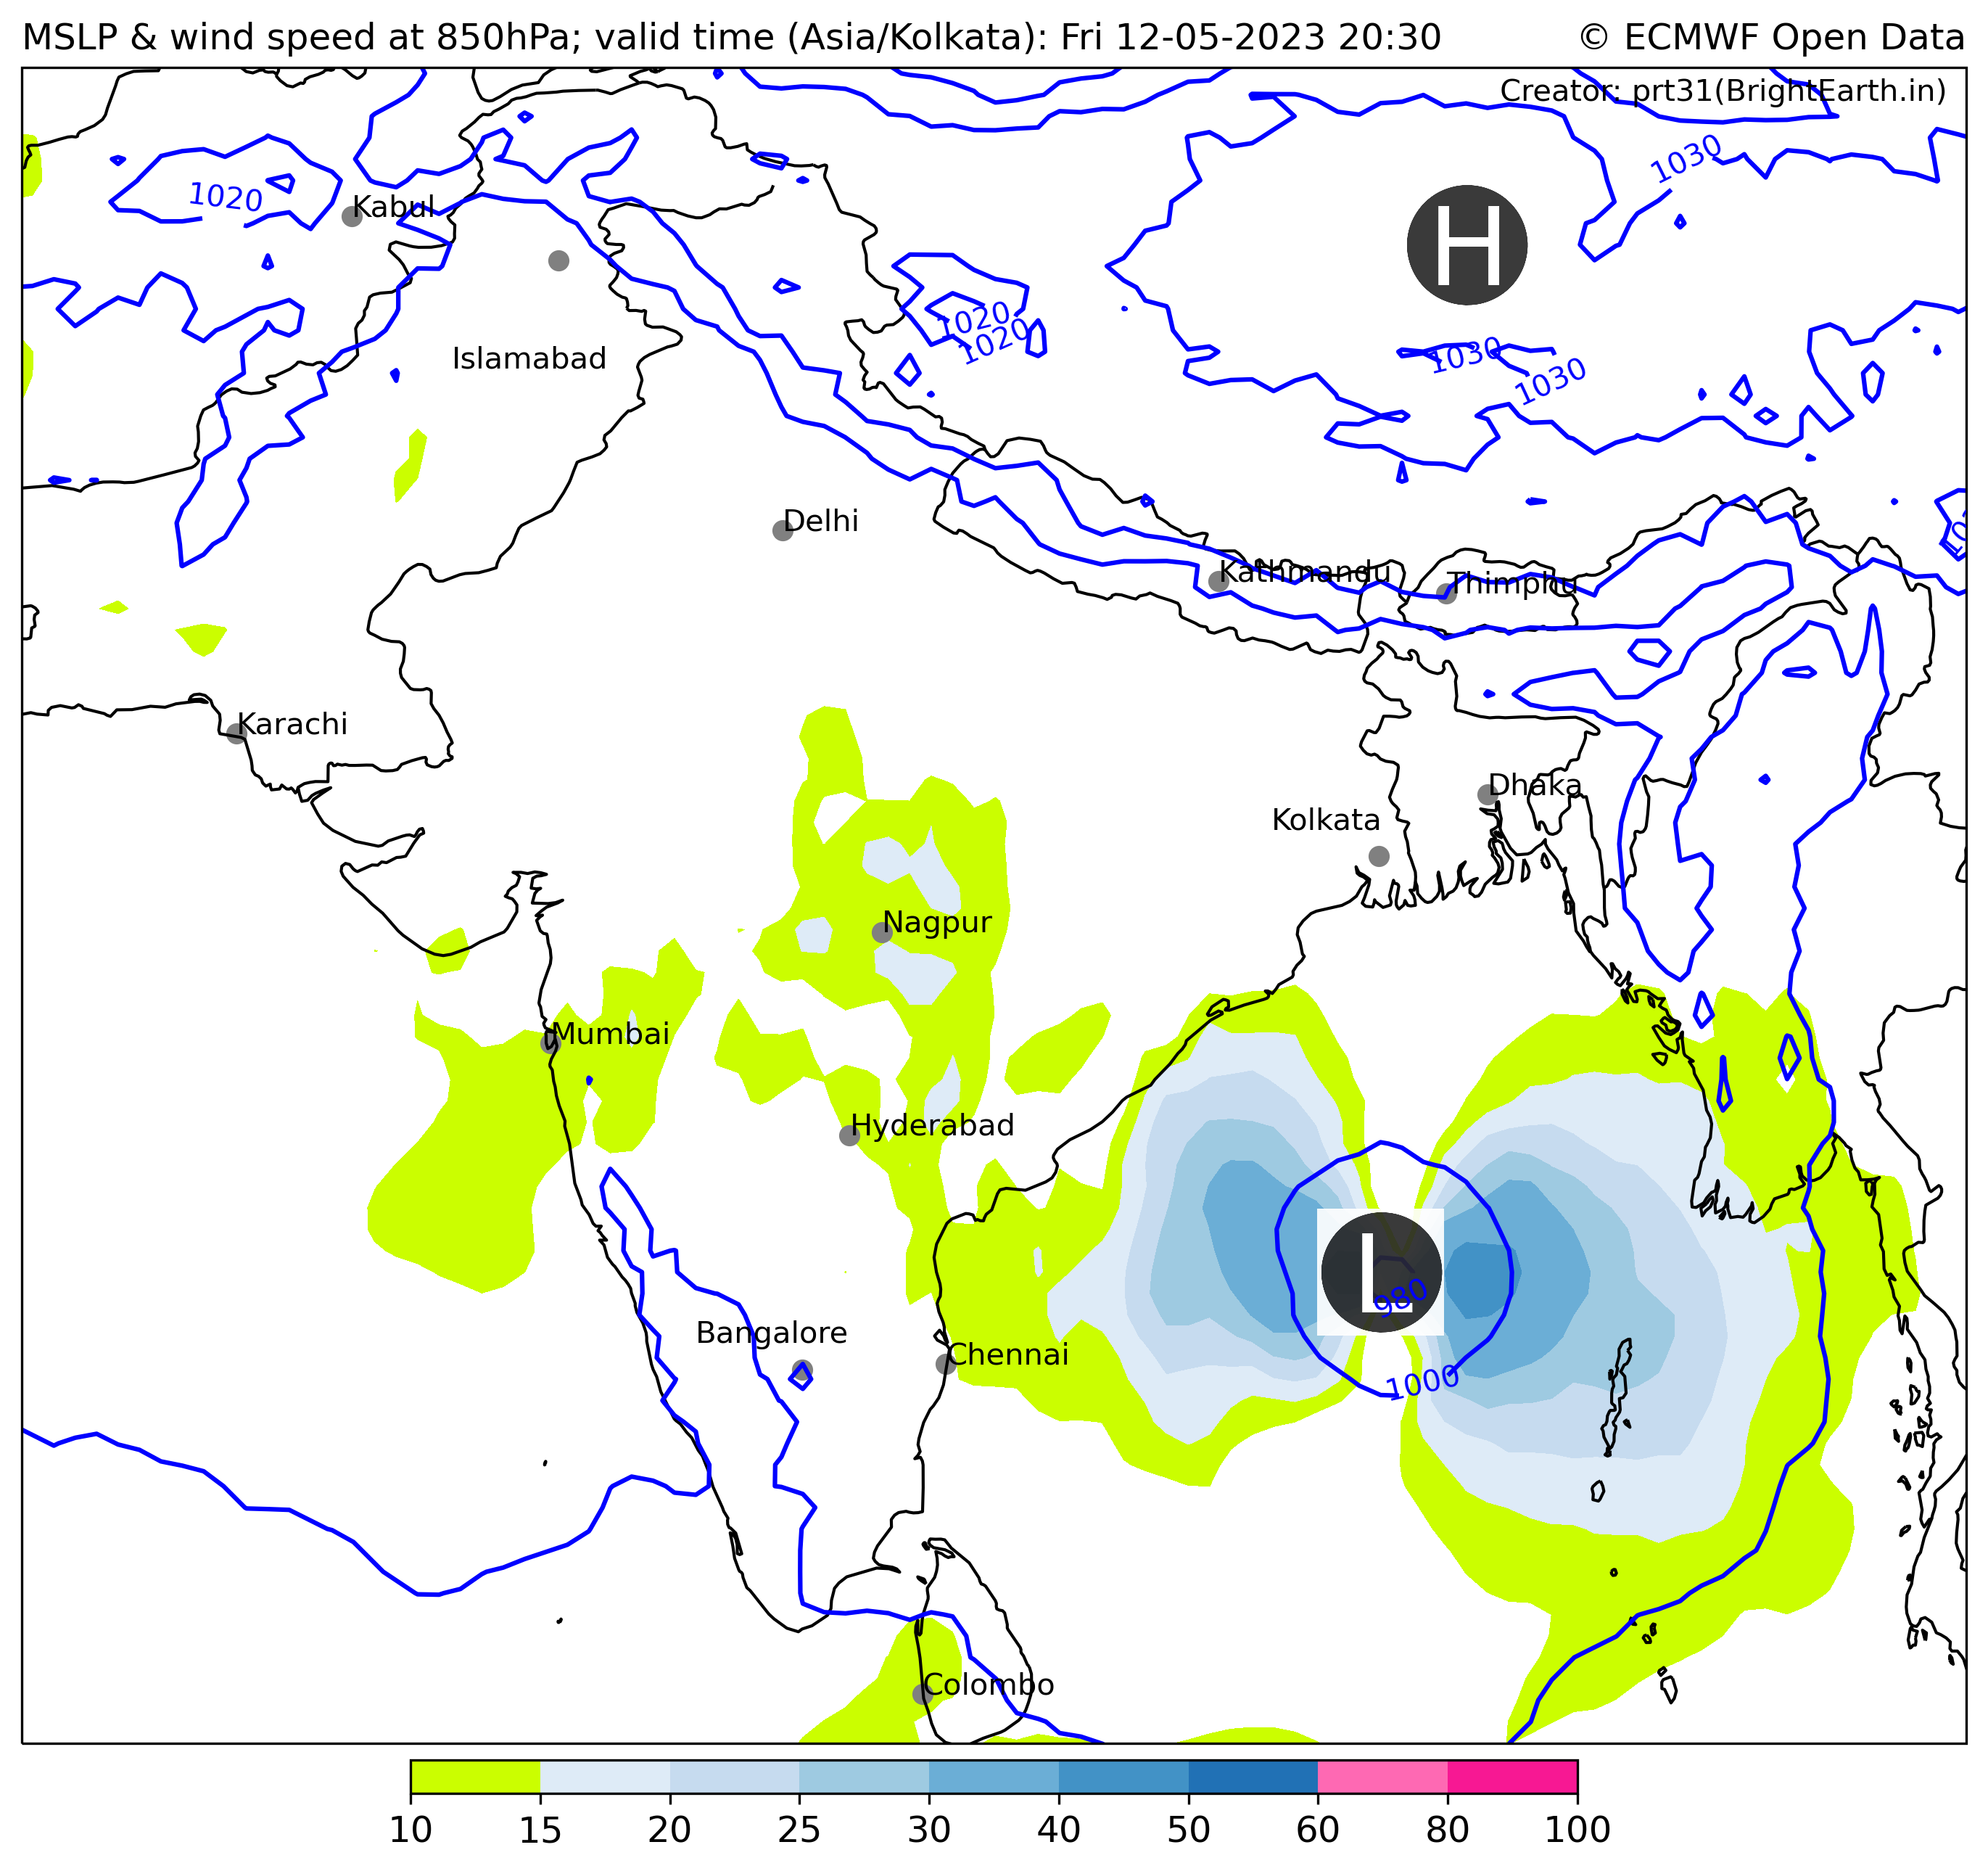 MSLP & wind speed at 850hPa; valid time (Asia/Kolkata): Fri 12-05-2023 20:30 © ECMWF Open Data
Creator: prt31(BrightEarth.in)
1030
H
1020
Kabul
1020
1020
1030
1030
Islamabad
Delhi
Kathmandu
Thimphu
Karachi
Dhaka
Kolkata
Nagpur
Mumbai
Hyderabad
L
980
Bangalore
Chennai
1000
Colombo
10 15 20 25 30 40 50 60 80 100